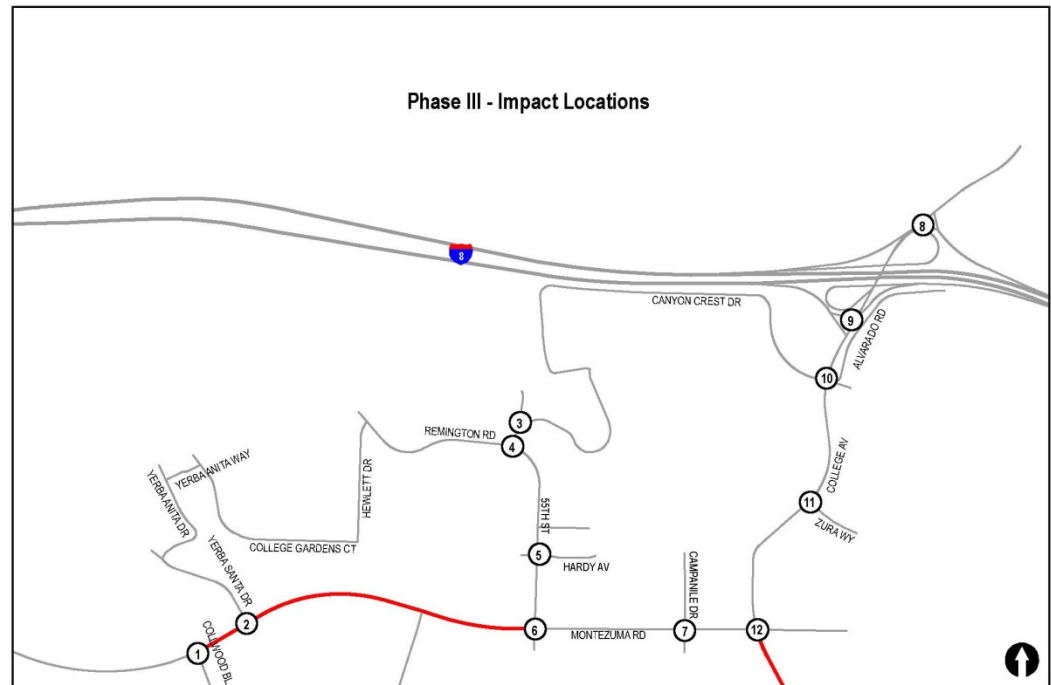 Phase III - Impact Locations
8
8
CANYON CREST DR
9
ALVARADO RD
10
3
REMINGTON RD
4
COLLEGE AV
YERBA ANITA WAY
HEWLETT DR
YERBA ANITA DR
11
55TH ST
ZURA WY
COLLEGE GARDENS CT
5
HARDY AV
YERBA SANTA DR
CAMPANILE DR
2
6
MONTEZUMA RD
7
12
1
COLLWOOD BL